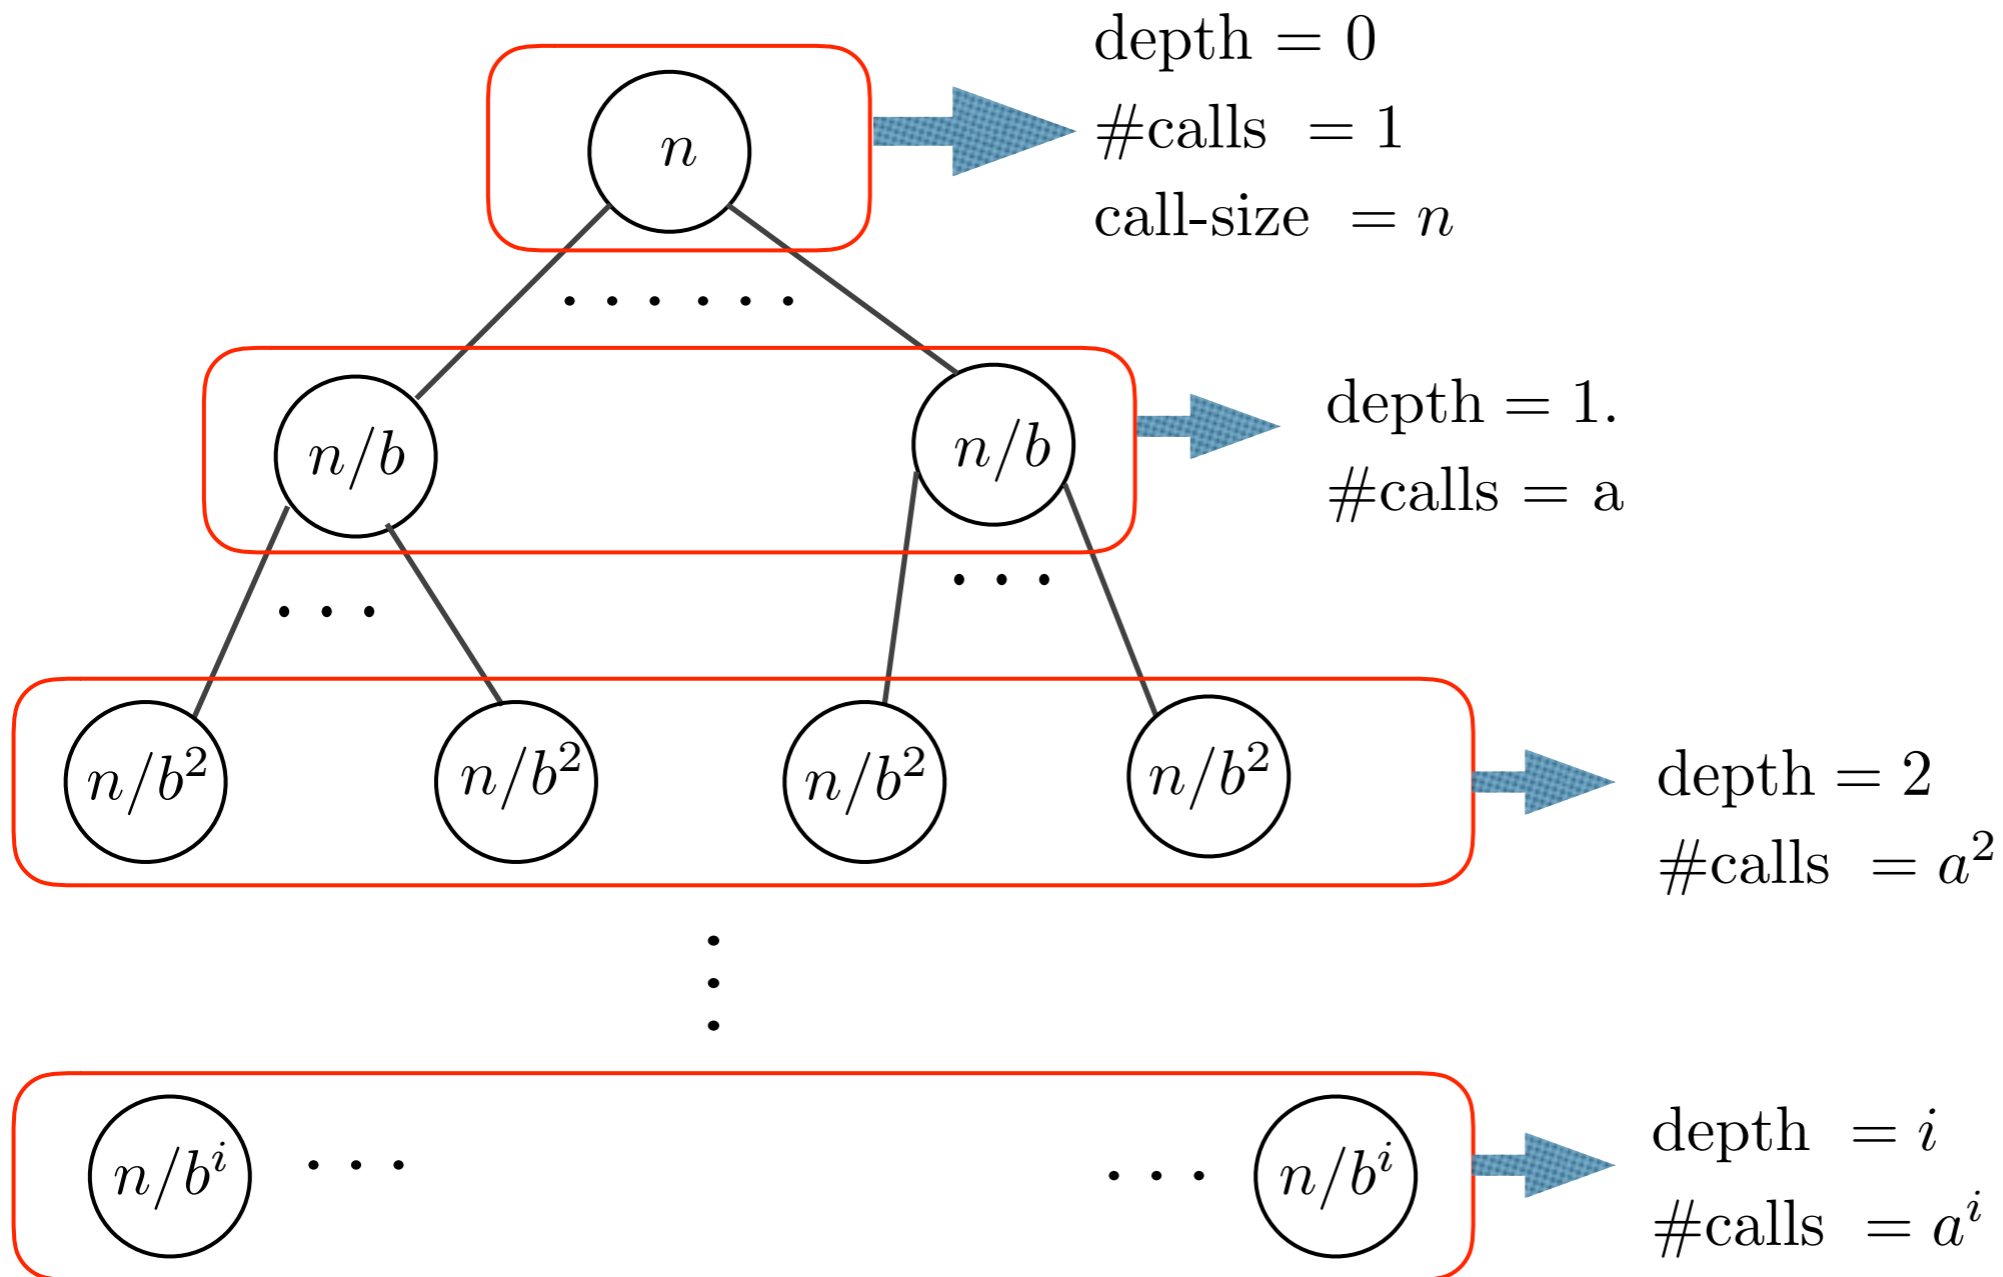 n
depth = 0
#calls = 1
call-size = n
. . . . . .
n/b
n/b
depth = 1.
#calls = a
. . .
. . .
n/b²
n/b²
n/b²
n/b²
depth = 2
#calls = a²
.
.
.
n/bⁱ
. . .
. . .
n/bⁱ
depth = i
#calls = aⁱ